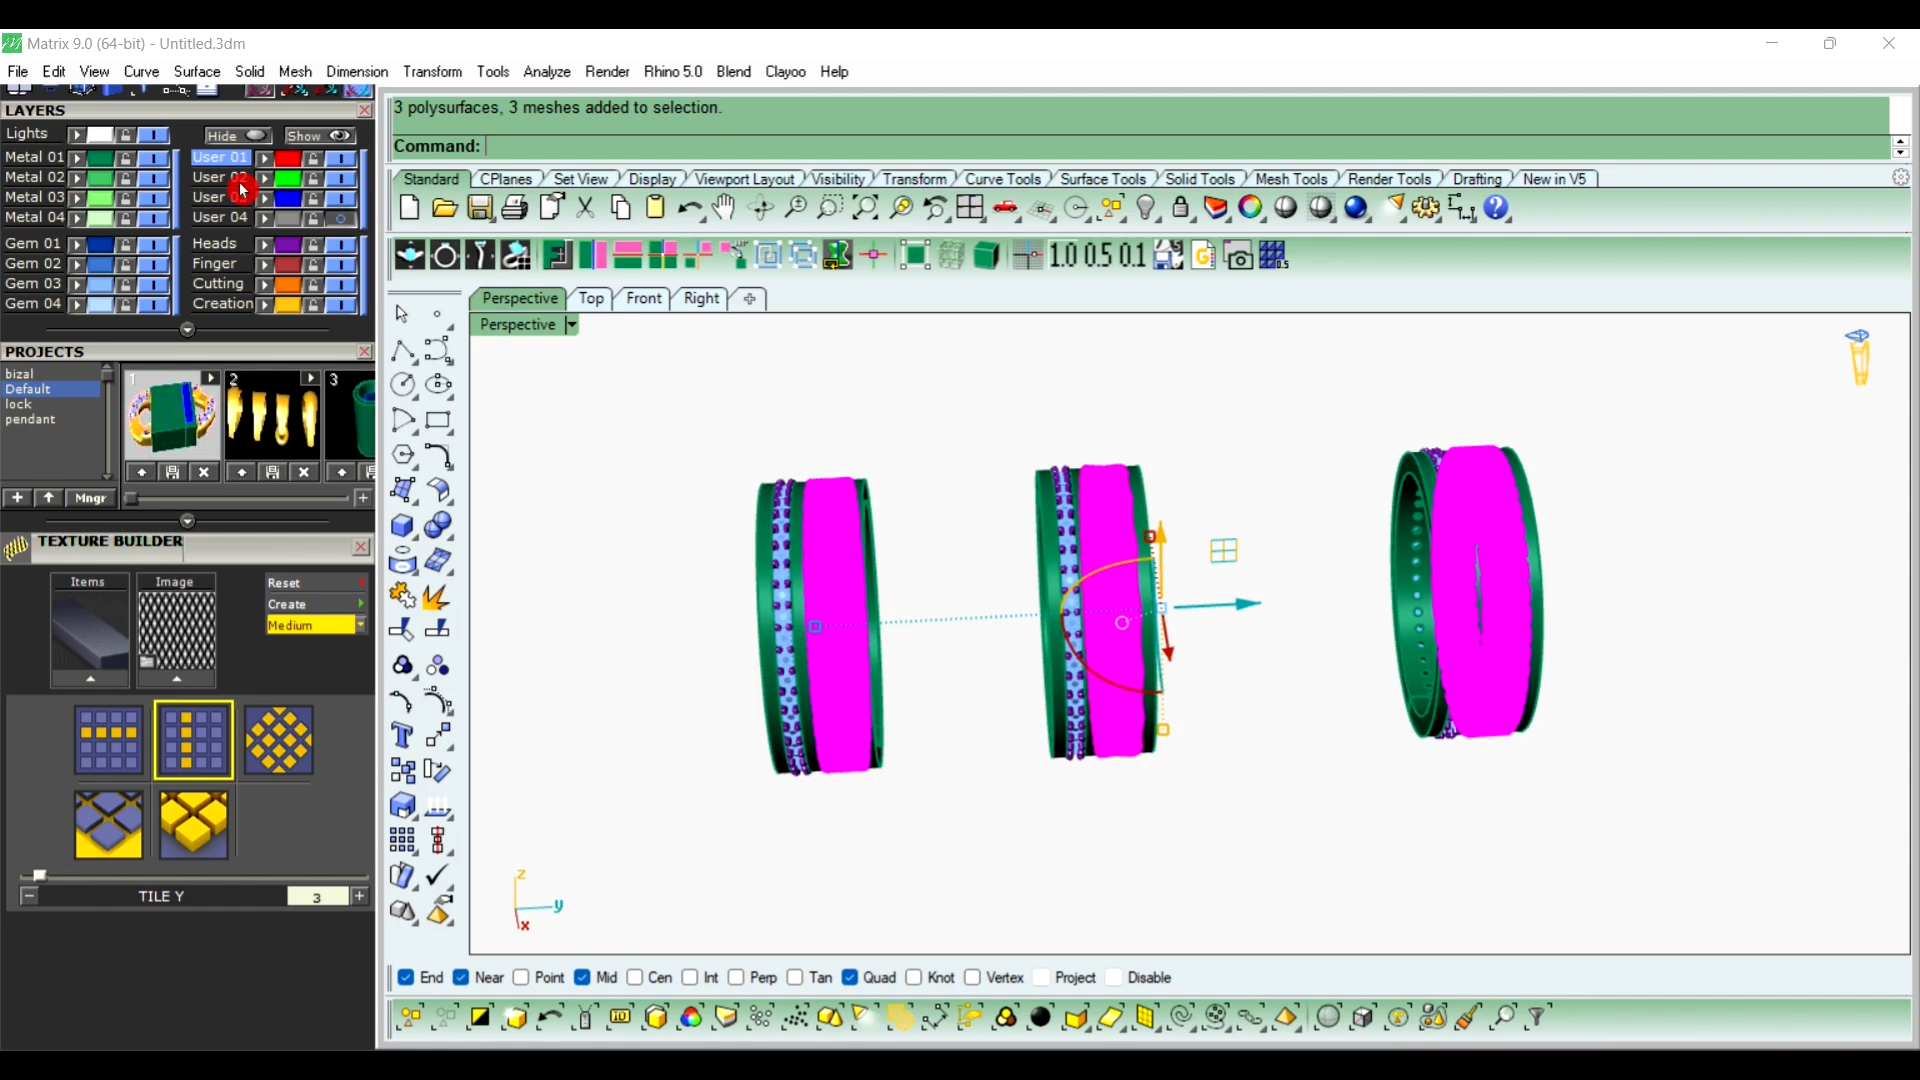 Matrix 9.0 (64-bit) - Untitled.3dm
File Edit View Curve Surface Solid Mesh Dimension Transform Tools Analyze Render Rhino 5.0 Blend Clayoo Help
LAYERS
Lights Hide Show
Metal 01 User 01
Metal 02 User 02
Metal 03 User
Metal 04 User 04
Gem 01 Heads
Gem 02 Finger
Gem 03 Cutting
Gem 04 Creation
PROJECTS
bizal
Default
lock
pendant
1 2 3
Mngr
TEXTURE BUILDER
Items Image
Reset
Create
Medium
TILE Y 3
3 polysurfaces, 3 meshes added to selection.
Command:
Standard CPlanes Set View Display Viewport Layout Visibility Transform Curve Tools Surface Tools Solid Tools Mesh Tools Render Tools Drafting New in V5
1.0 0.5 0.1 0.5
Perspective Top Front Right
Perspective
z
y
x
End Near Point Mid Cen Int Perp Tan Quad Knot Vertex Project Disable